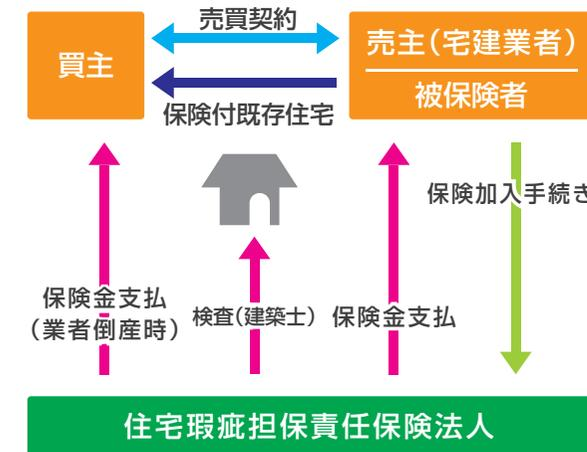 売買契約
買主
売主（宅建業者）
被保険者
保険付既存住宅
保険加入手続き
保険金支払
（業者倒産時）
検査（建築士）
保険金支払
住宅瑕疵担保責任保険法人